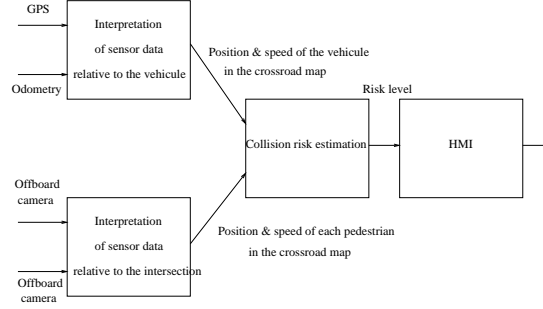 GPS
Odometry
Interpretation
of sensor data
relative to the vehicule
Position & speed of the vehicule
in the crossroad map
Offboard
camera
Offboard
camera
Interpretation
of sensor data
relative to the intersection
Position & speed of each pedestrian
in the crossroad map
Collision risk estimation
Risk level
HMI